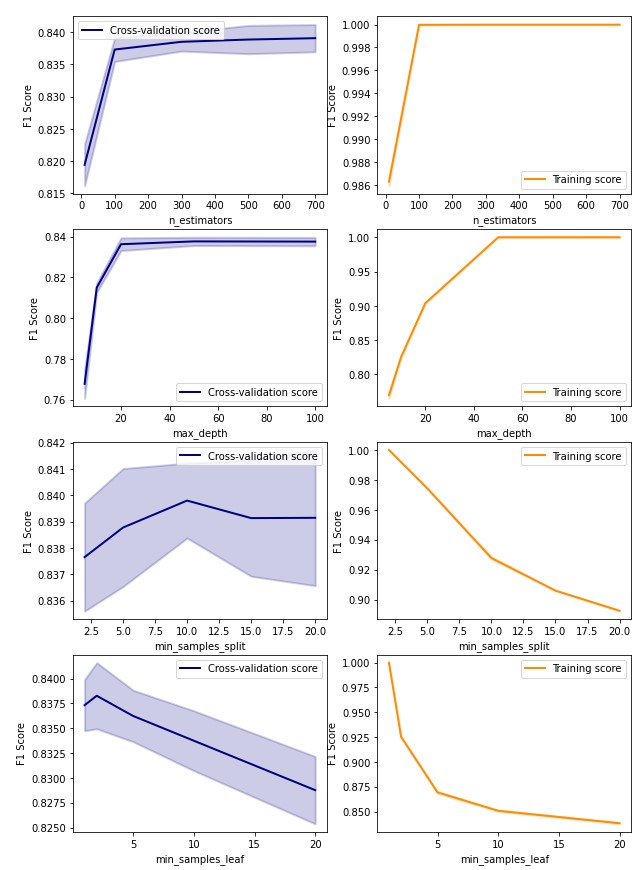 0.840
0.835
0.830
0.825
0.820
0.815
F1 Score
Cross-validation score
0 100 200 300 400 500 600 700
n_estimators
1.000
0.998
0.996
0.994
0.992
0.990
0.988
0.986
F1 Score
Training score
0 100 200 300 400 500 600 700
n_estimators
0.84
0.82
0.80
0.78
0.76
F1 Score
Cross-validation score
20 40 60 80 100
max_depth
1.00
0.95
0.90
0.85
0.80
F1 Score
Training score
20 40 60 80 100
max_depth
0.842
0.841
0.840
0.839
0.838
0.837
0.836
F1 Score
Cross-validation score
2.5 5.0 7.5 10.0 12.5 15.0 17.5 20.0
min_samples_split
1.00
0.98
0.96
0.94
0.92
0.90
F1 Score
Training score
2.5 5.0 7.5 10.0 12.5 15.0 17.5 20.0
min_samples_split
0.8400
0.8375
0.8350
0.8325
0.8300
0.8275
0.8250
F1 Score
Cross-validation score
5 10 15 20
min_samples_leaf
1.000
0.975
0.950
0.925
0.900
0.875
0.850
F1 Score
Training score
5 10 15 20
min_samples_leaf